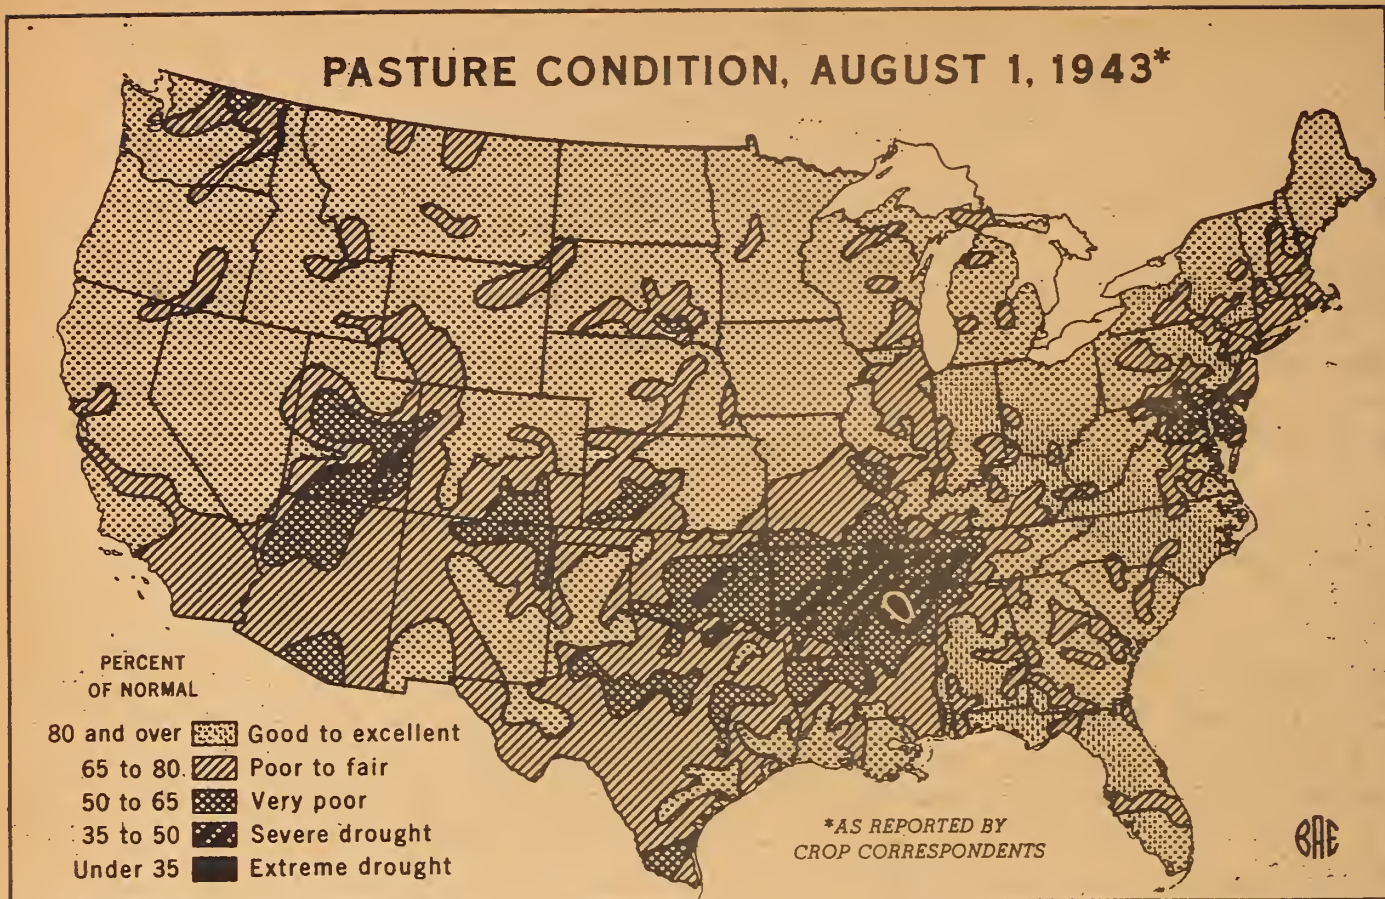 PASTURE CONDITION, AUGUST 1, 1943*
PERCENT
OF NORMAL
80 and over Good to excellent
65 to 80 Poor to fair
50 to 65 Very poor
35 to 50 Severe drought
Under 35 Extreme drought
*AS REPORTED BY
CROP CORRESPONDENTS
BAE